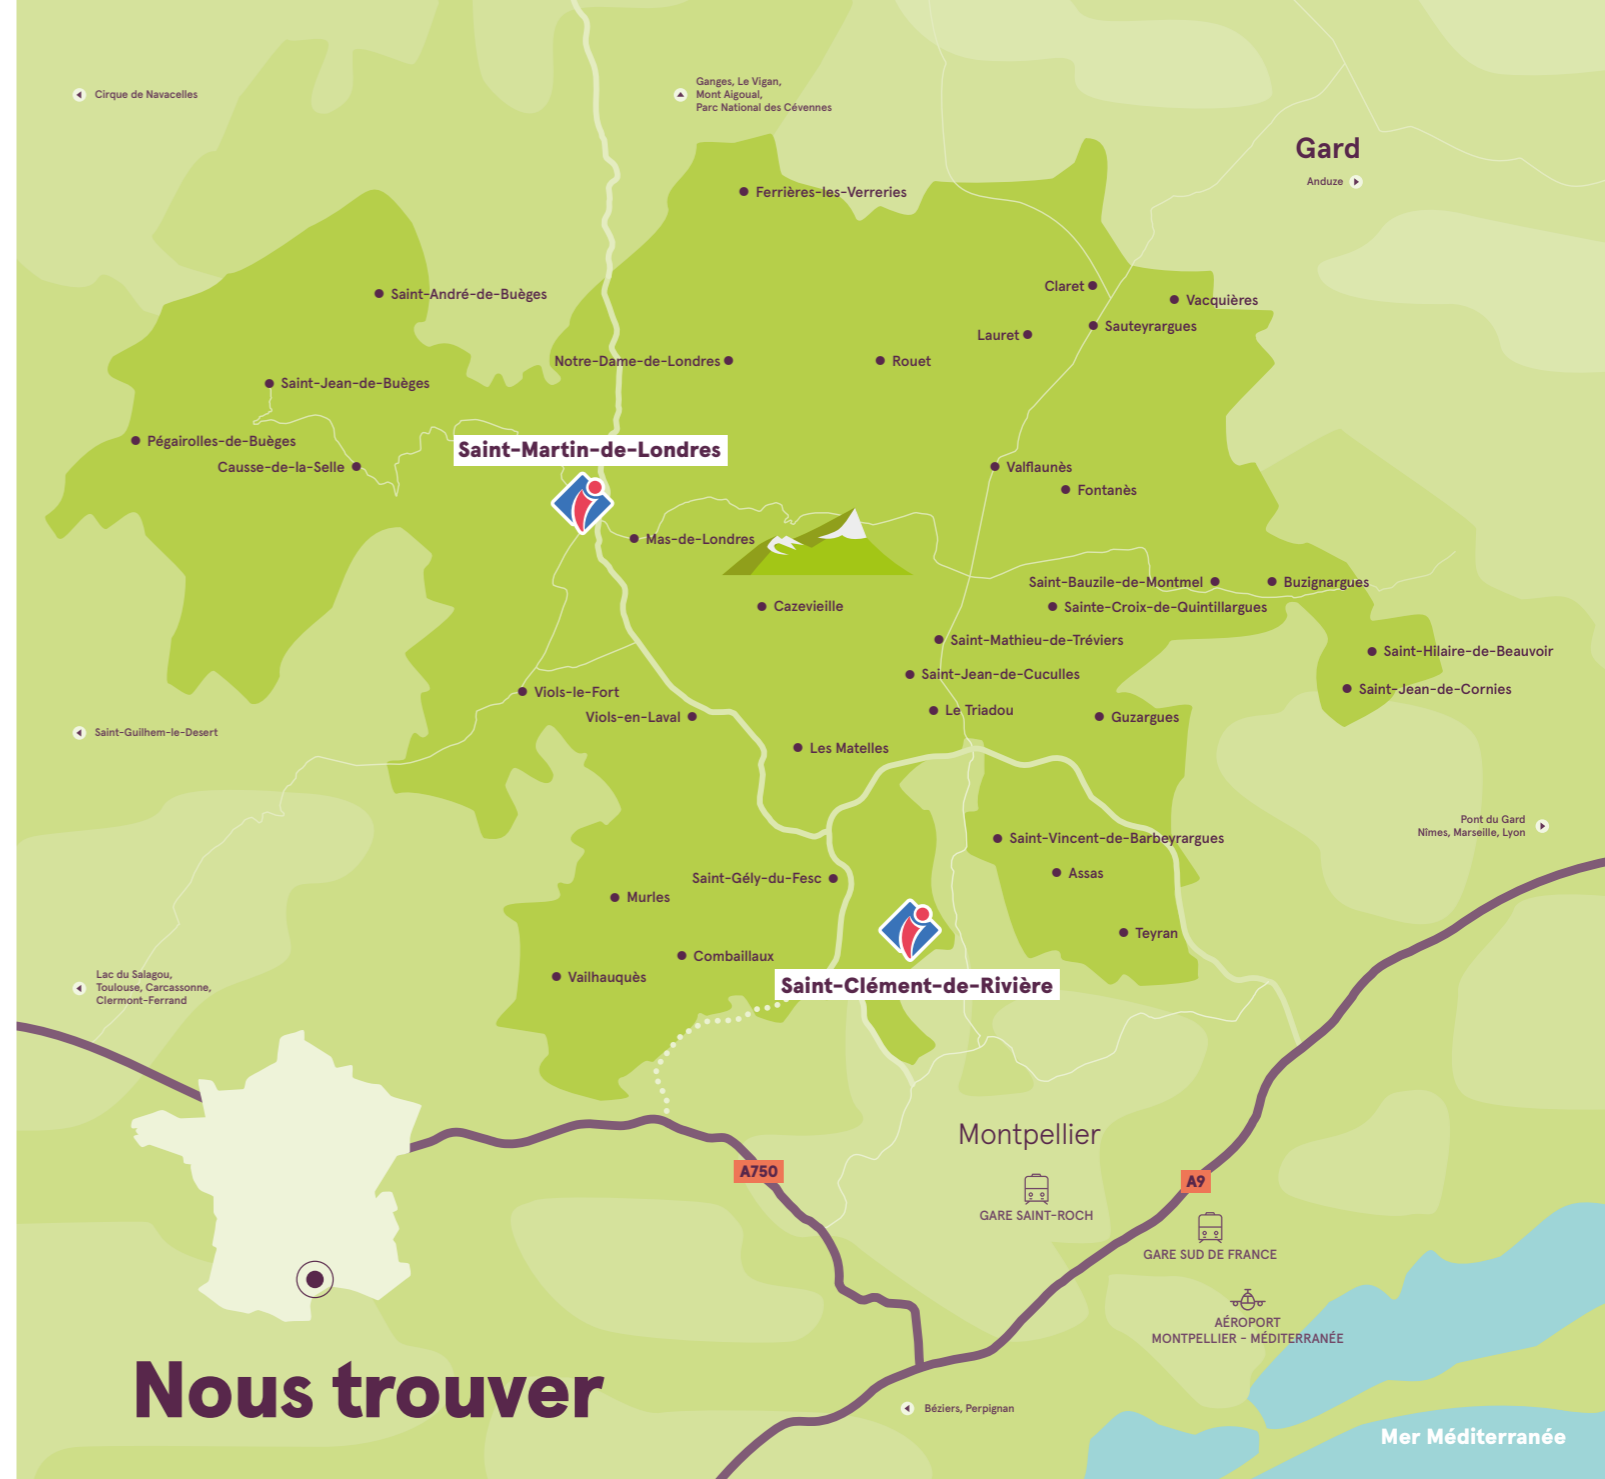 Ganges, Le Vigan,
Mont Aigoual,
Parc National des Cévennes
Cirque de Navacelles
Gard
Anduze
Ferrières-les-Verreries
Claret
Saint-André-de-Buèges
Vacquières
Sauteyrargues
Lauret
Notre-Dame-de-Londres
Rouet
Saint-Jean-de-Buèges
Pégairolles-de-Buèges
Saint-Martin-de-Londres
Causse-de-la-Selle
Valflaunès
Fontanès
Mas-de-Londres
Saint-Bauzile-de-Montmel
Buzignargues
Cazevieille
Sainte-Croix-de-Quintillargues
Saint-Mathieu-de-Tréviers
Saint-Hilaire-de-Beauvoir
Saint-Jean-de-Cuculles
Saint-Jean-de-Cornies
Viols-le-Fort
Le Triadou
Viols-en-Laval
Guzargues
Saint-Guilhem-le-Desert
Les Matelles
Pont du Gard
Nîmes, Marseille, Lyon
Saint-Vincent-de-Barbeyrargues
Assas
Saint-Gély-du-Fesc
Murles
Teyran
Combaillaux
Vailhauquès
Lac du Salagou,
Toulouse, Carcassonne,
Clermont-Ferrand
Saint-Clément-de-Rivière
Montpellier
A750
A9
GARE SAINT-ROCH
GARE SUD DE FRANCE
AÉROPORT
MONTPELLIER - MÉDITERRANÉE
Nous trouver
Béziers, Perpignan
Mer Méditerranée